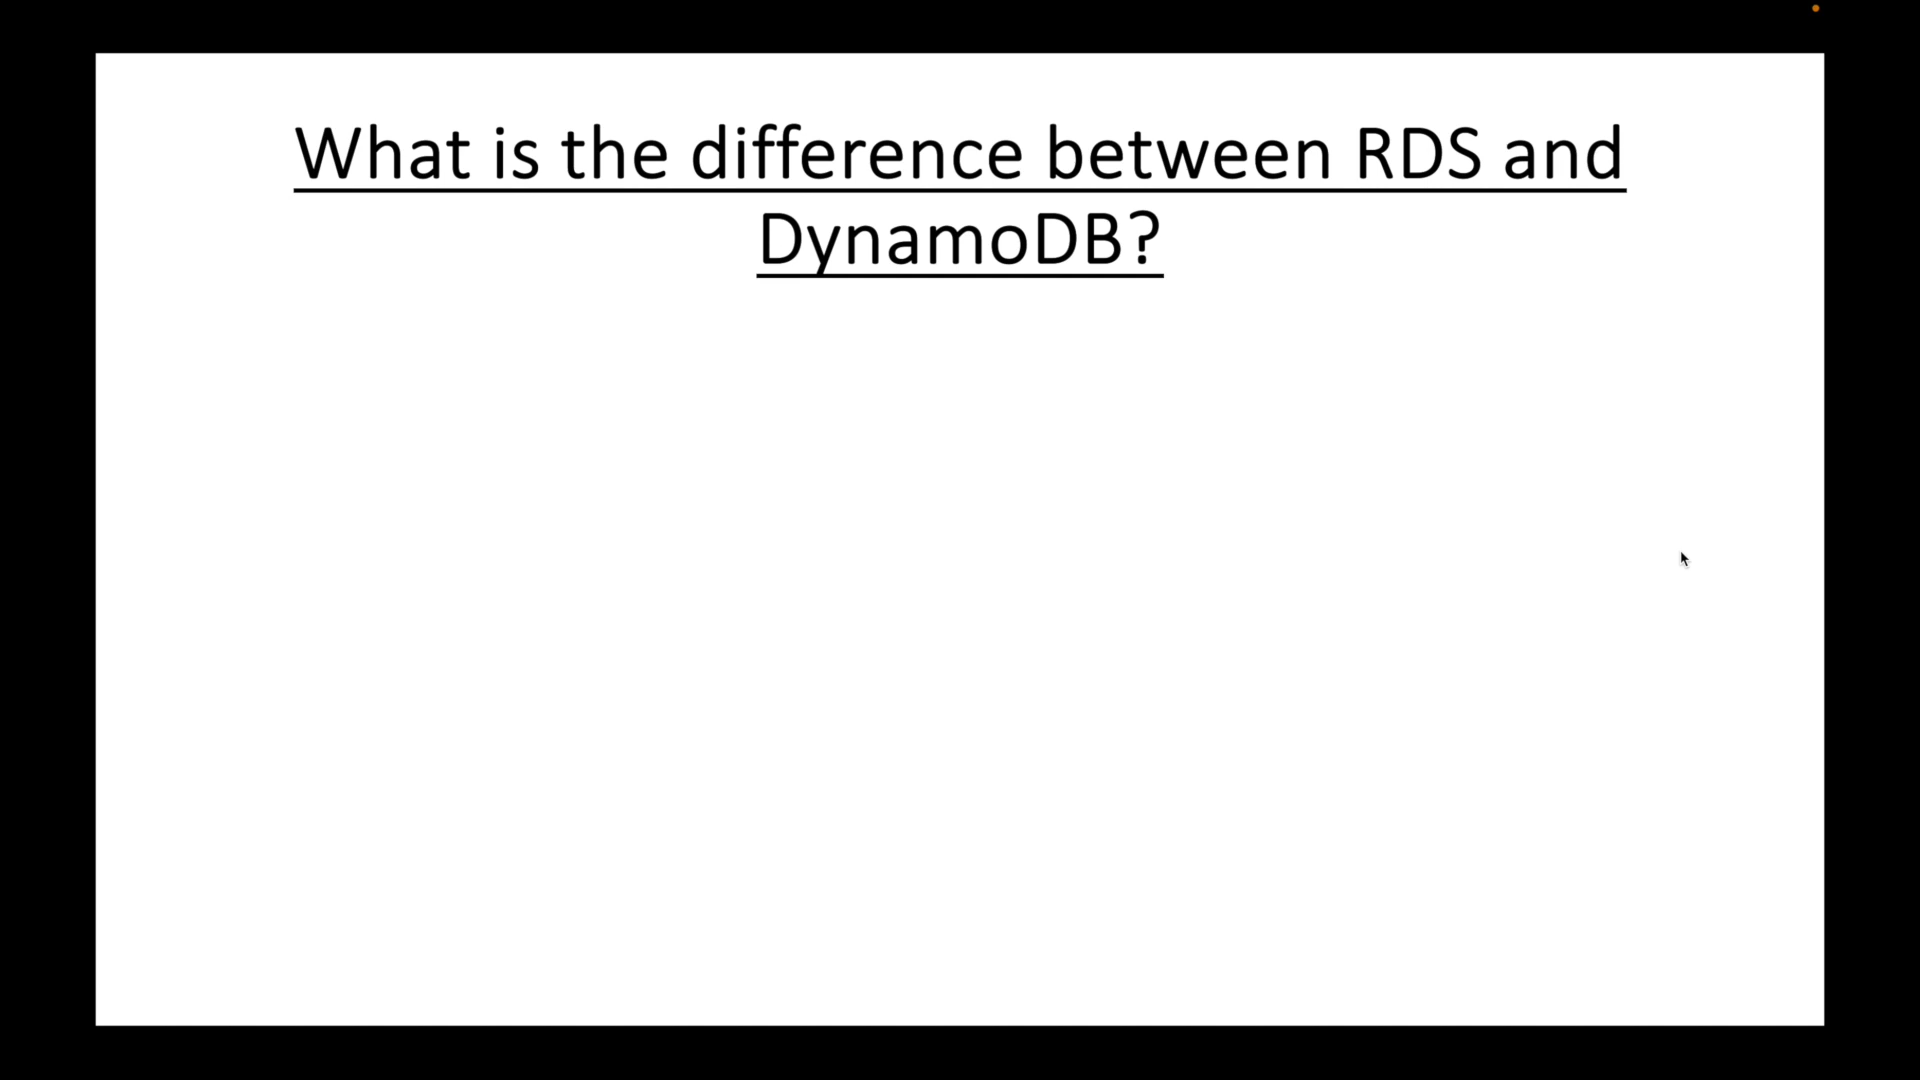 What is the difference between RDS and
DynamoDB?